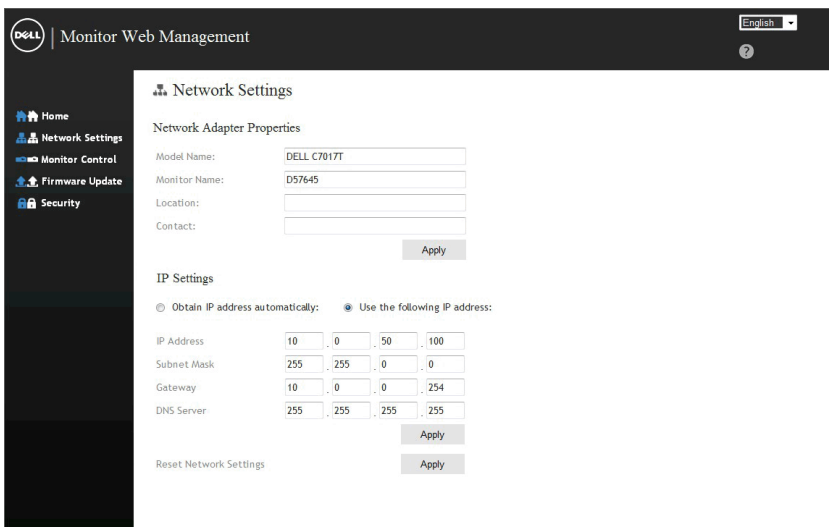 DELL | Monitor Web Management
English
?
Home
Network Settings
Monitor Control
Firmware Update
Security
Network Settings
Network Adapter Properties
Model Name: DELL C7017T
Monitor Name: D57645
Location:
Contact:
Apply
IP Settings
Obtain IP address automatically: Use the following IP address:
IP Address 10 . 0 . 50 . 100
Subnet Mask 255 . 255 . 0 . 0
Gateway 10 . 0 . 0 . 254
DNS Server 255 . 255 . 255 . 255
Apply
Reset Network Settings Apply